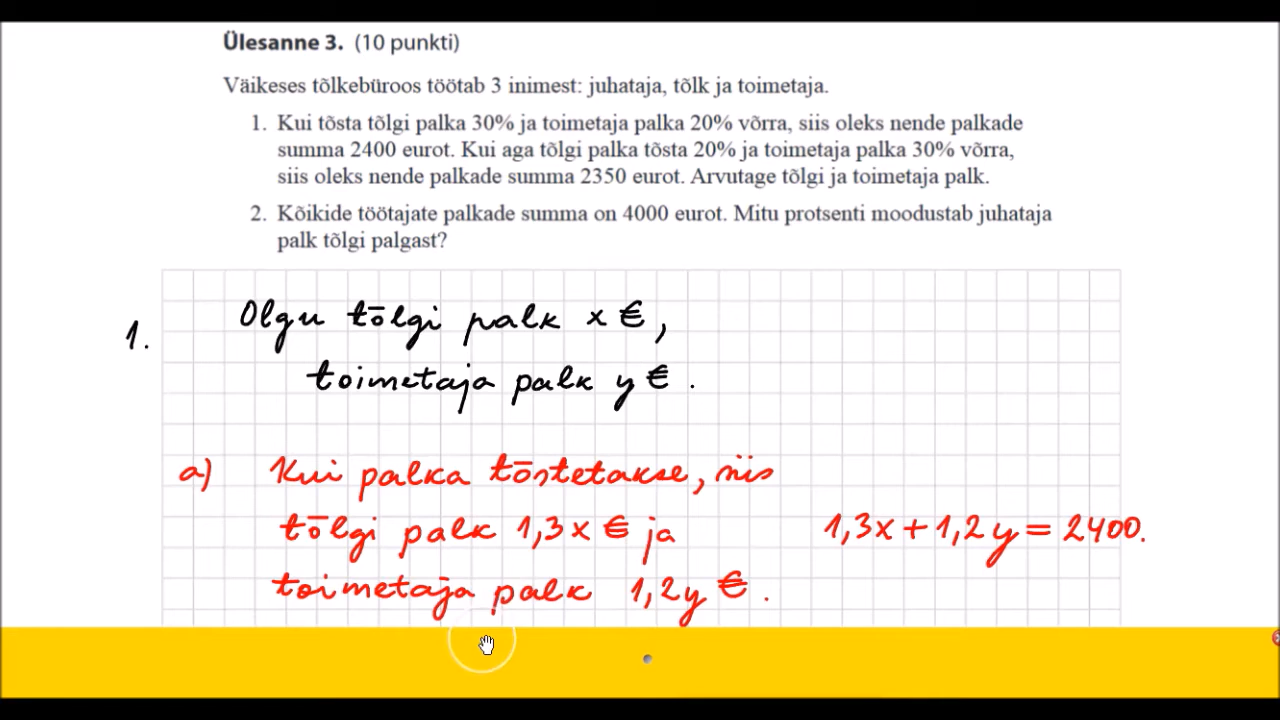 Ülesanne 3. (10 punkti)
Väikeses tõlkebüroos töötab 3 inimest: juhataja, tõlk ja toimetaja.
1. Kui tõsta tõlgi palka 30% ja toimetaja palka 20% võrra, siis oleks nende palkade
summa 2400 eurot. Kui aga tõlgi palka tõsta 20% ja toimetaja palka 30% võrra,
siis oleks nende palkade summa 2350 eurot. Arvutage tõlgi ja toimetaja palk.
2. Kõikide töötajate palkade summa on 4000 eurot. Mitu protsenti moodustab juhataja
palk tõlgi palgast?
1. Olgu tõlgi palk x €,
toimetaja palk y €.
a) Kui palka tõstetakse, siis
tõlgi palk 1,3x € ja 1,3x + 1,2y = 2400.
toimetaja palk 1,2y €.